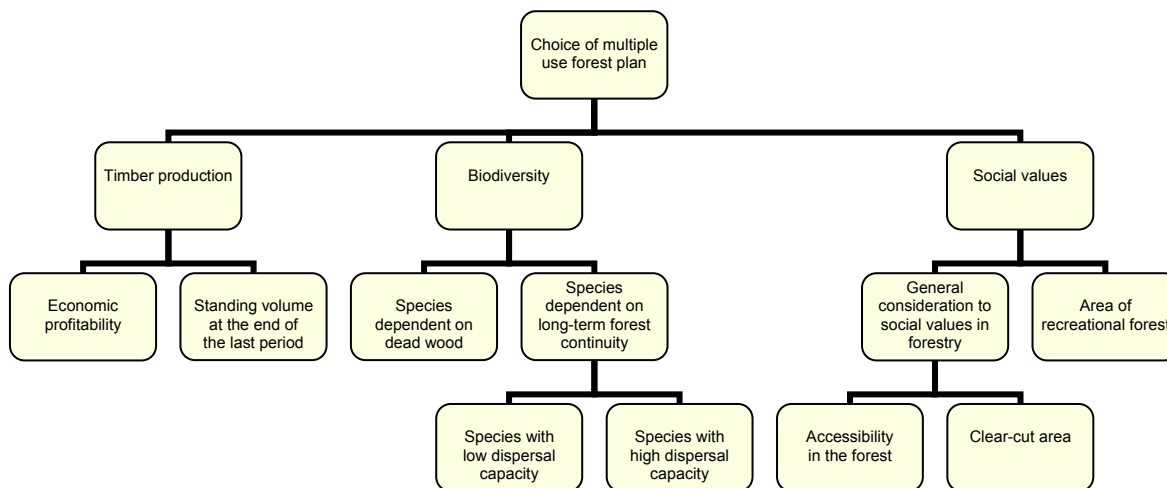 Choice of multiple
use forest plan
Timber production
Biodiversity
Social values
Economic
profitability
Standing volume
at the end of
the last period
Species
dependent on
dead wood
Species
dependent on
long-term forest
continuity
General
consideration to
social values in
forestry
Area of
recreational forest
Species with
low dispersal
capacity
Species with
high dispersal
capacity
Accessibility
in the forest
Clear-cut area